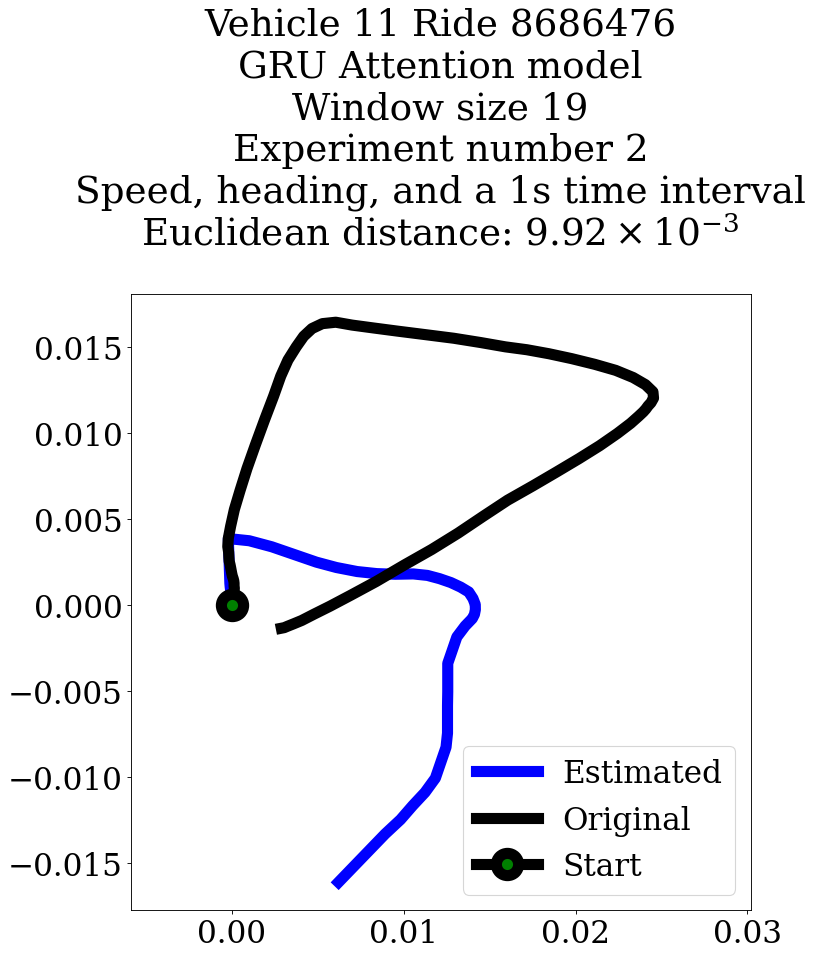 Vehicle 11 Ride 8686476
GRU Attention model
Window size 19
Experiment number 2
Speed, heading, and a 1s time interval
Euclidean distance: 9.92 × 10⁻³
0.015
0.010
0.005
0.000
−0.005
−0.010
−0.015
Estimated
Original
Start
0.00 0.01 0.02 0.03